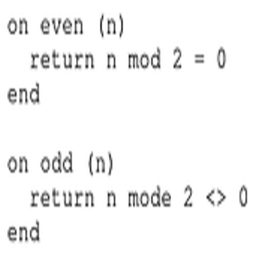 on even (n)
  return n mod 2 = 0
end

on odd (n)
  return n mode 2 <> 0
end